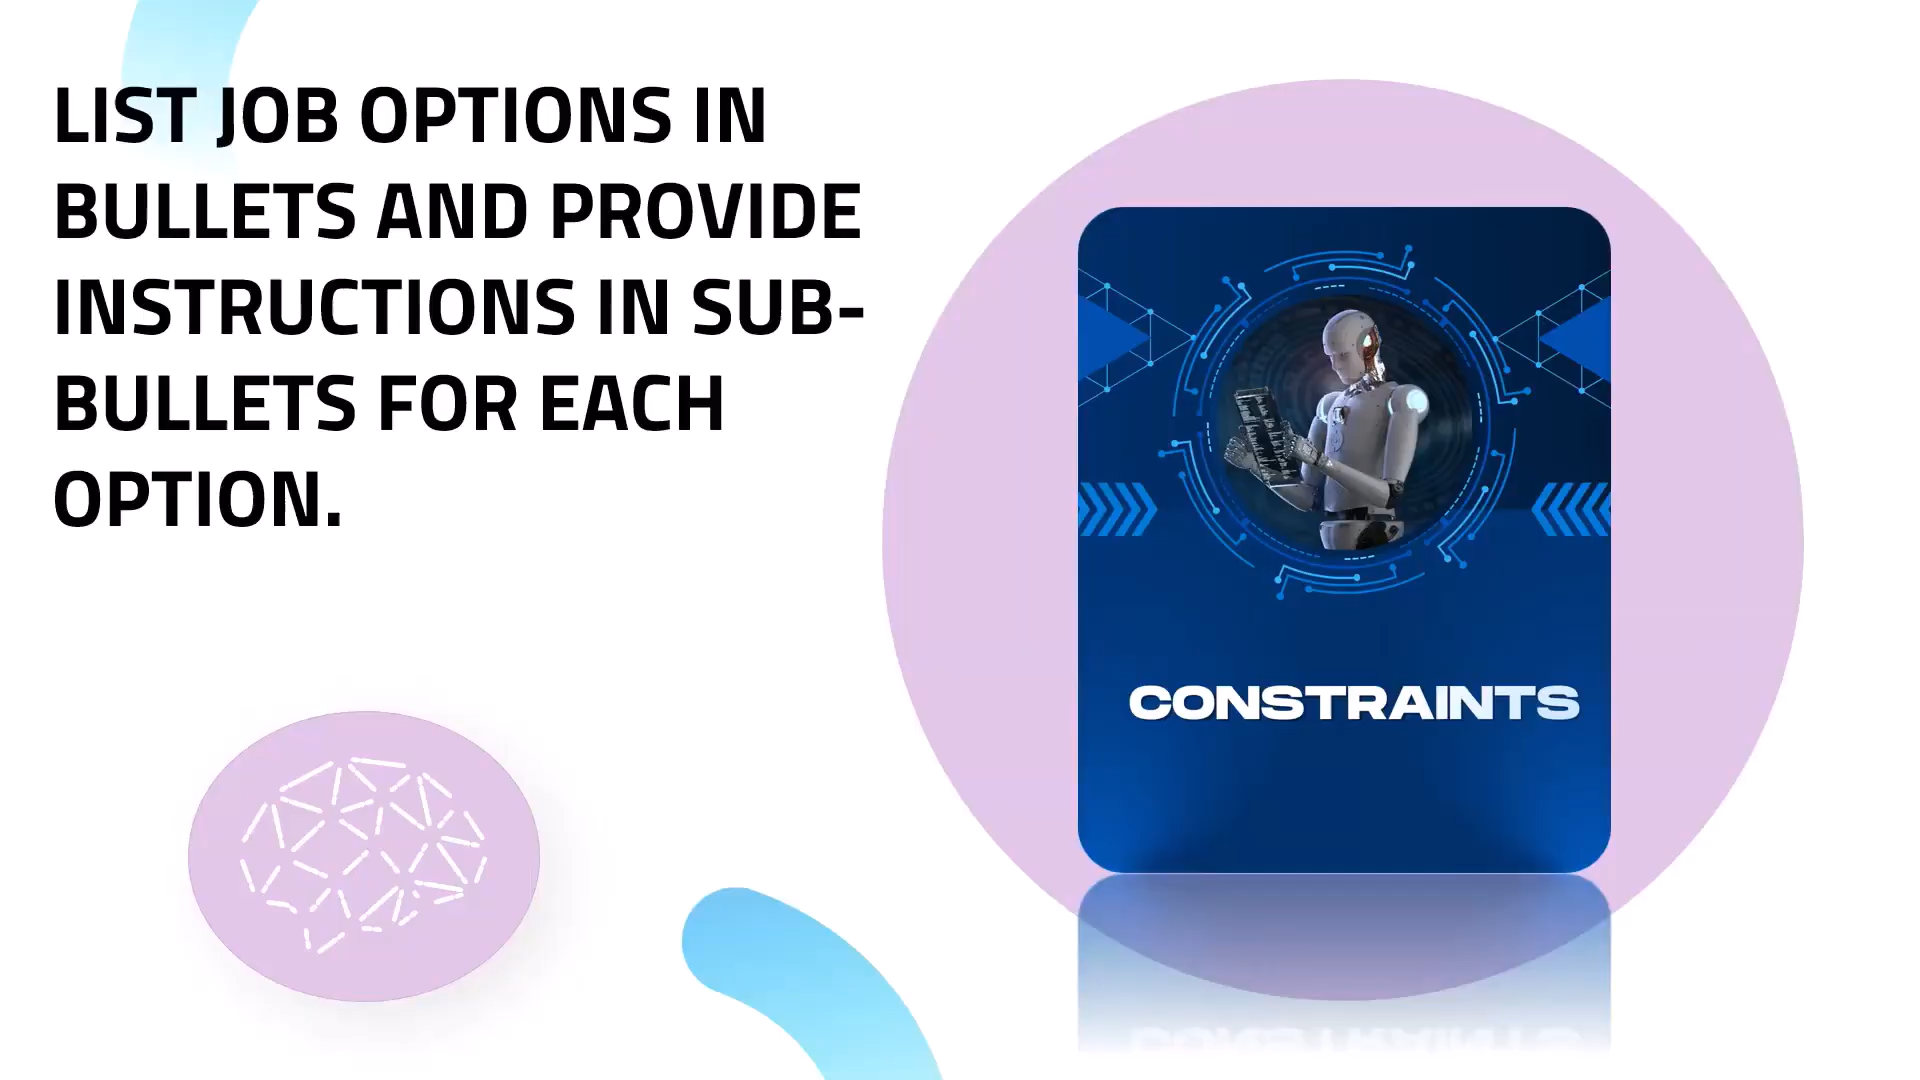 LIST JOB OPTIONS IN
BULLETS AND PROVIDE
INSTRUCTIONS IN SUB-
BULLETS FOR EACH
OPTION.
CONSTRAINTS